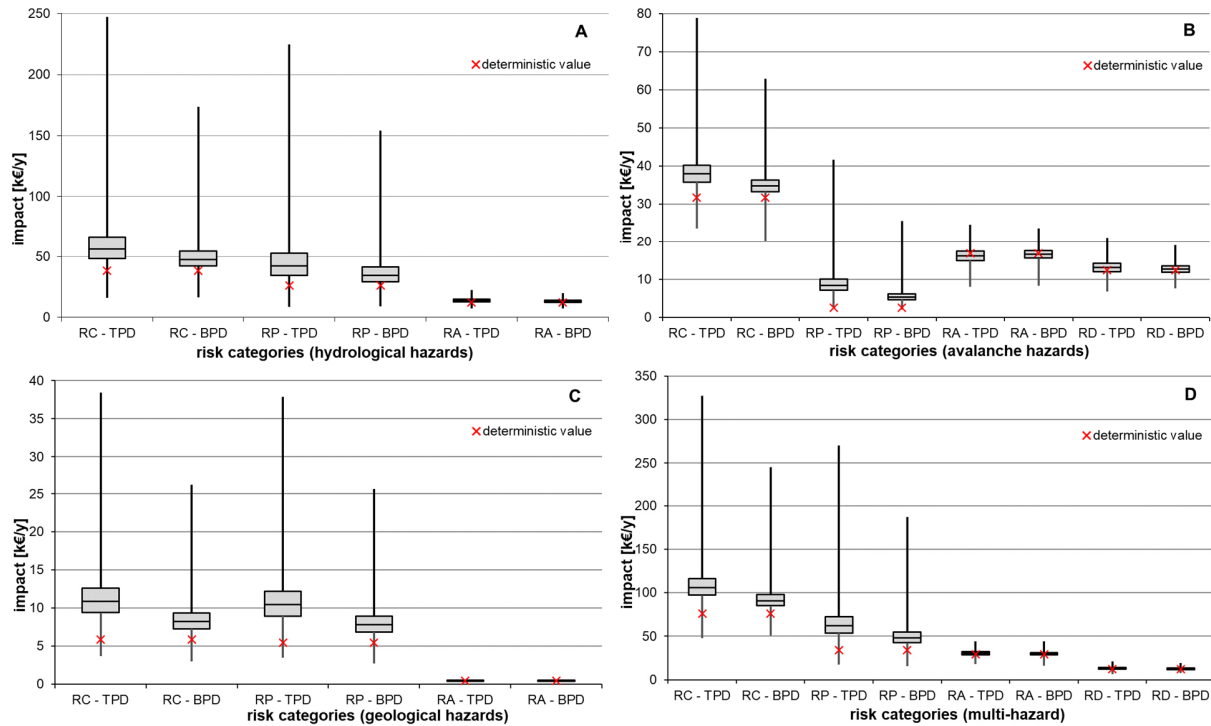 A
× deterministic value
impact [k€/y]
250
200
150
100
50
0
RC - TPD RC - BPD RP - TPD RP - BPD RA - TPD RA - BPD
risk categories (hydrological hazards)
B
× deterministic value
impact [k€/y]
80
70
60
50
40
30
20
10
0
RC - TPD RC - BPD RP - TPD RP - BPD RA - TPD RA - BPD RD - TPD RD - BPD
risk categories (avalanche hazards)
C
× deterministic value
impact [k€/y]
40
35
30
25
20
15
10
5
0
RC - TPD RC - BPD RP - TPD RP - BPD RA - TPD RA - BPD
risk categories (geological hazards)
D
× deterministic value
impact [k€/y]
350
300
250
200
150
100
50
0
RC - TPD RC - BPD RP - TPD RP - BPD RA - TPD RA - BPD RD - TPD RD - BPD
risk categories (multi-hazard)